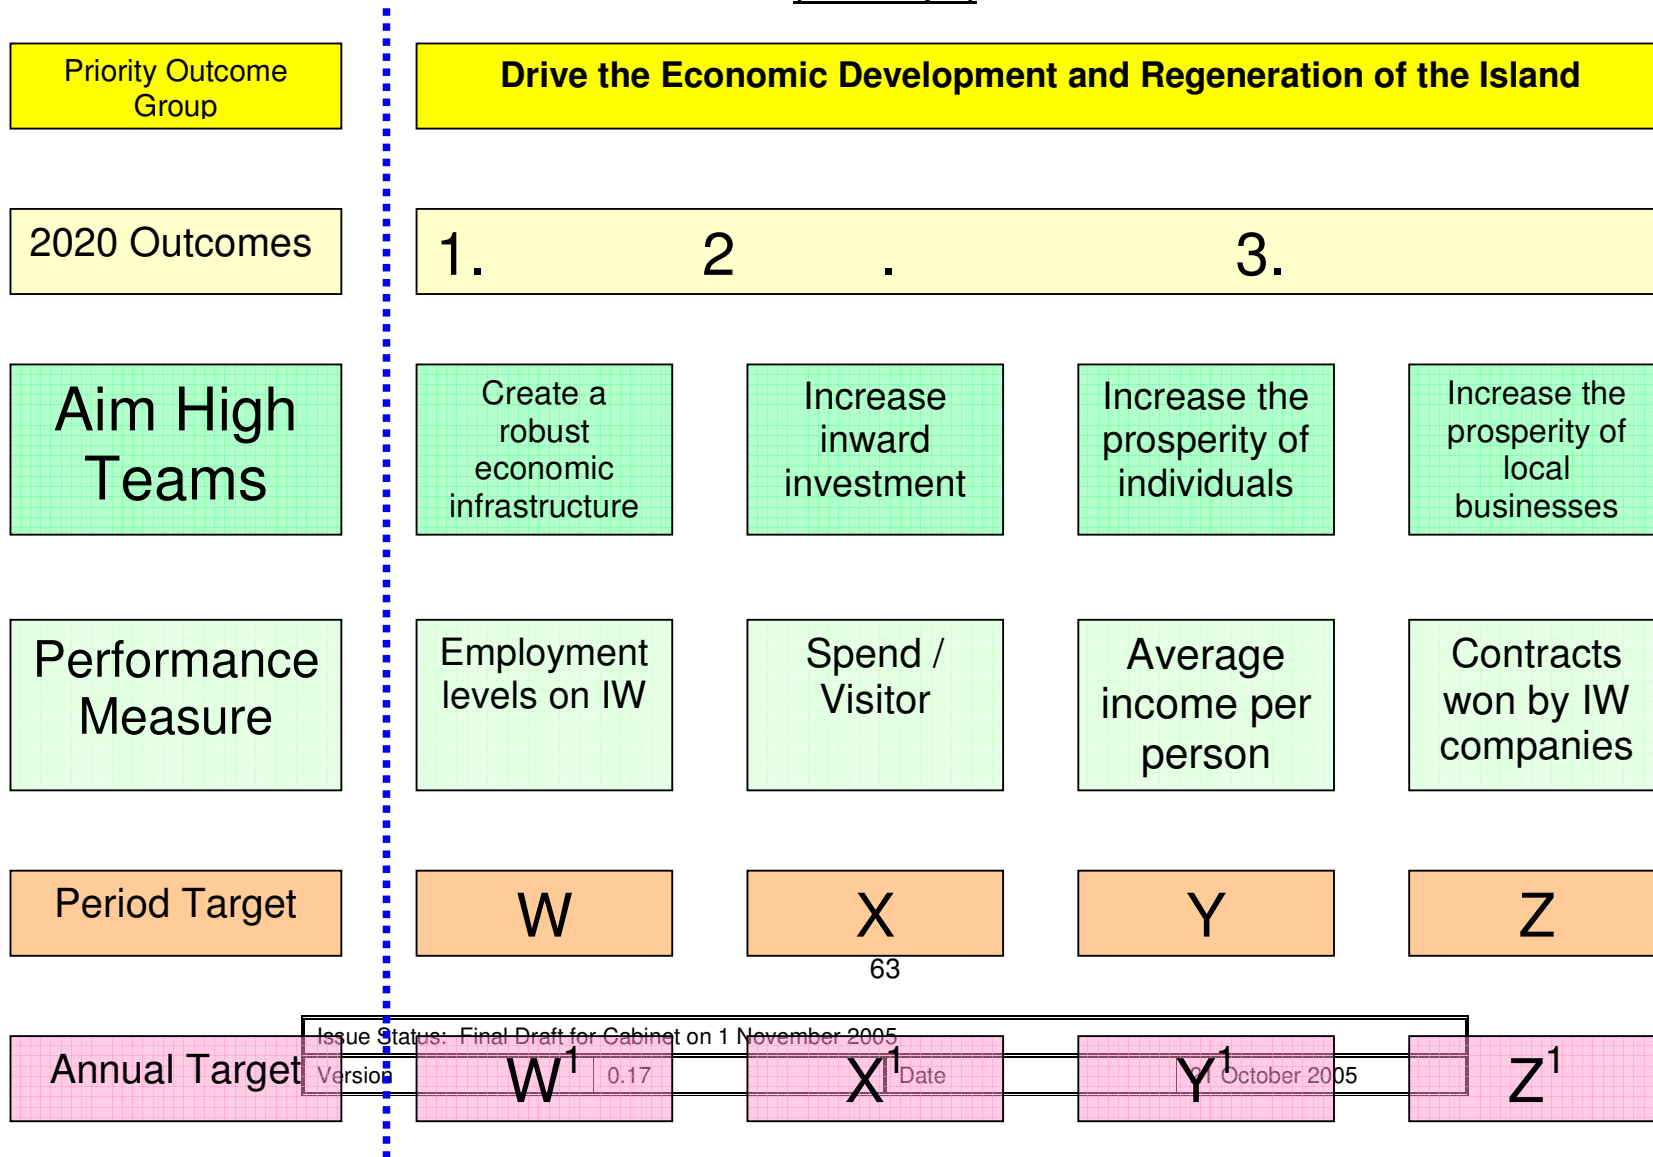 Priority Outcome
Group
Drive the Economic Development and Regeneration of the Island
2020 Outcomes
1. 2 . 3.
Aim High
Teams
Create a
robust
economic
infrastructure
Increase
inward
investment
Increase the
prosperity of
individuals
Increase the
prosperity of
local
businesses
Performance
Measure
Employment
levels on IW
Spend /
Visitor
Average
income per
person
Contracts
won by IW
companies
Period Target
W
X
Y
Z
63
Issue Status: Final Draft for Cabinet on 1 November 2005
Version 0.17 Date October 2005
Annual Target
W¹
X¹
Y¹
Z¹